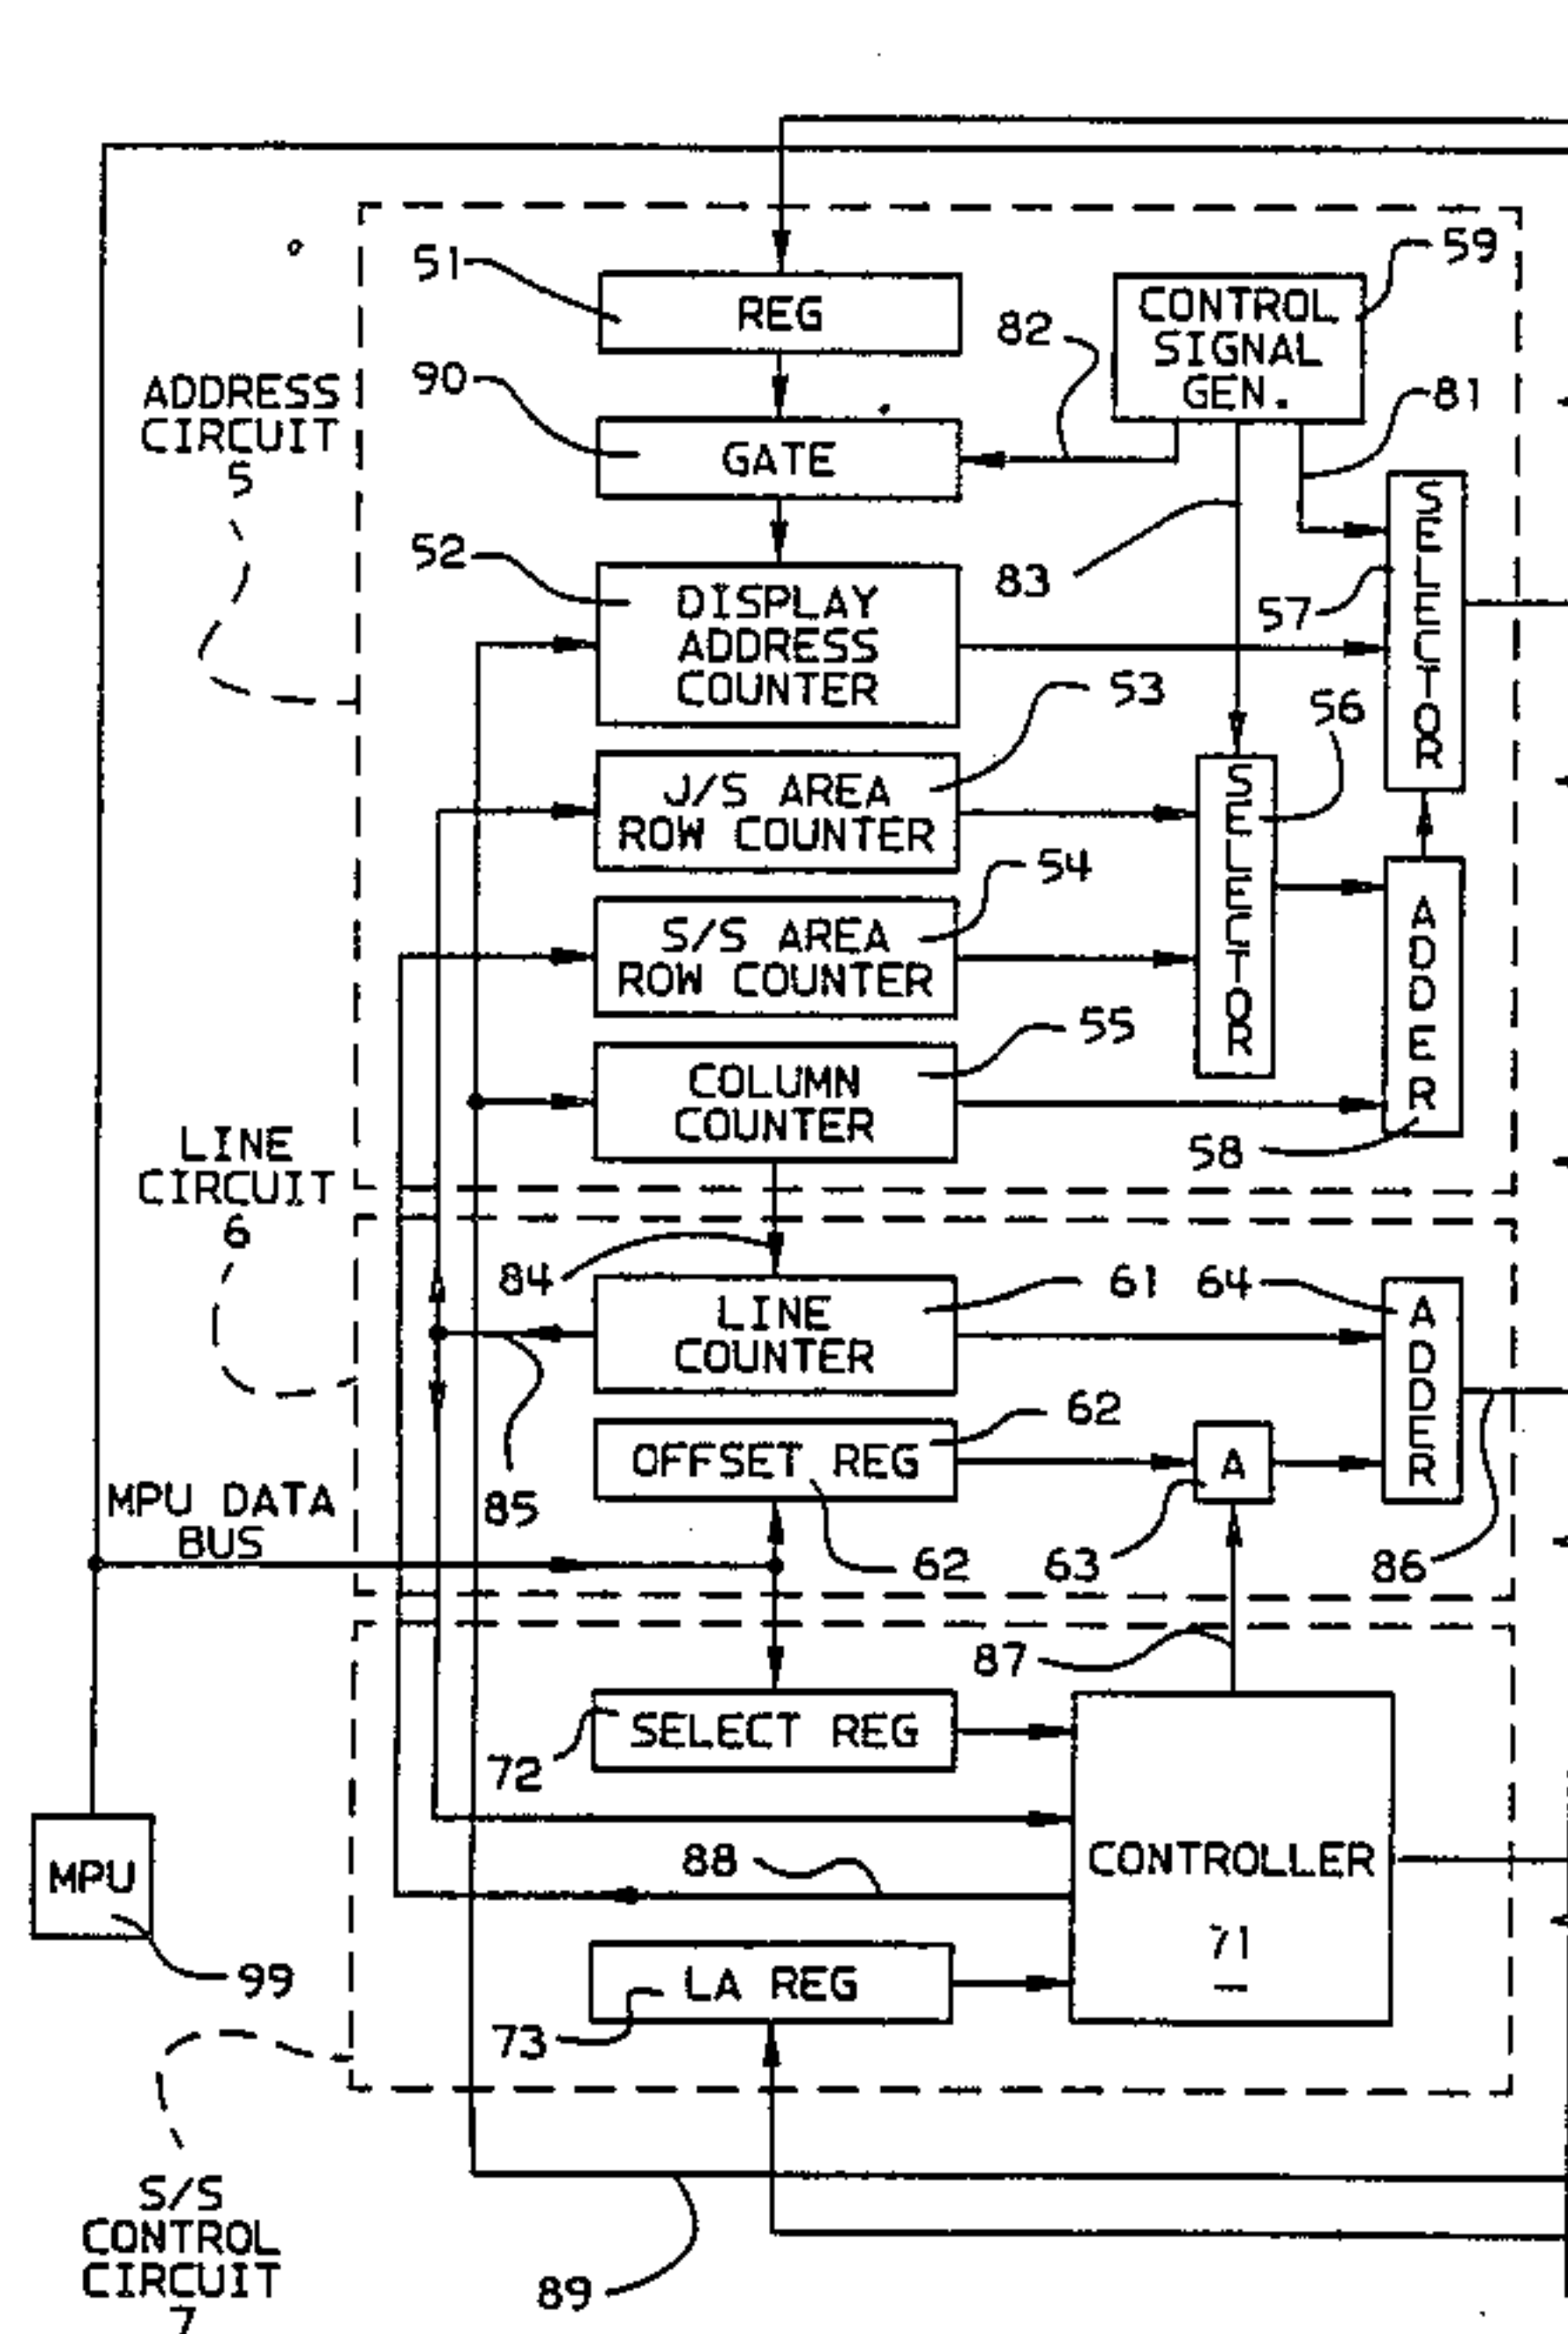 51
REG
CONTROL
SIGNAL
GEN.
59
82
81
ADDRESS
CIRCUIT
5
90
GATE
83
SELECTOR
57
52
DISPLAY
ADDRESS
COUNTER
53
J/S AREA
ROW COUNTER
56
SELECTOR
54
S/S AREA
ROW COUNTER
ADDER
58
55
COLUMN
COUNTER
LINE
CIRCUIT
6
84
LINE
COUNTER
61
64
ADDER
85
OFFSET REG
62
62
A
63
86
MPU DATA
BUS
87
72
SELECT REG
MPU
99
88
CONTROLLER
71
73
LA REG
S/S
CONTROL
CIRCUIT
7
89